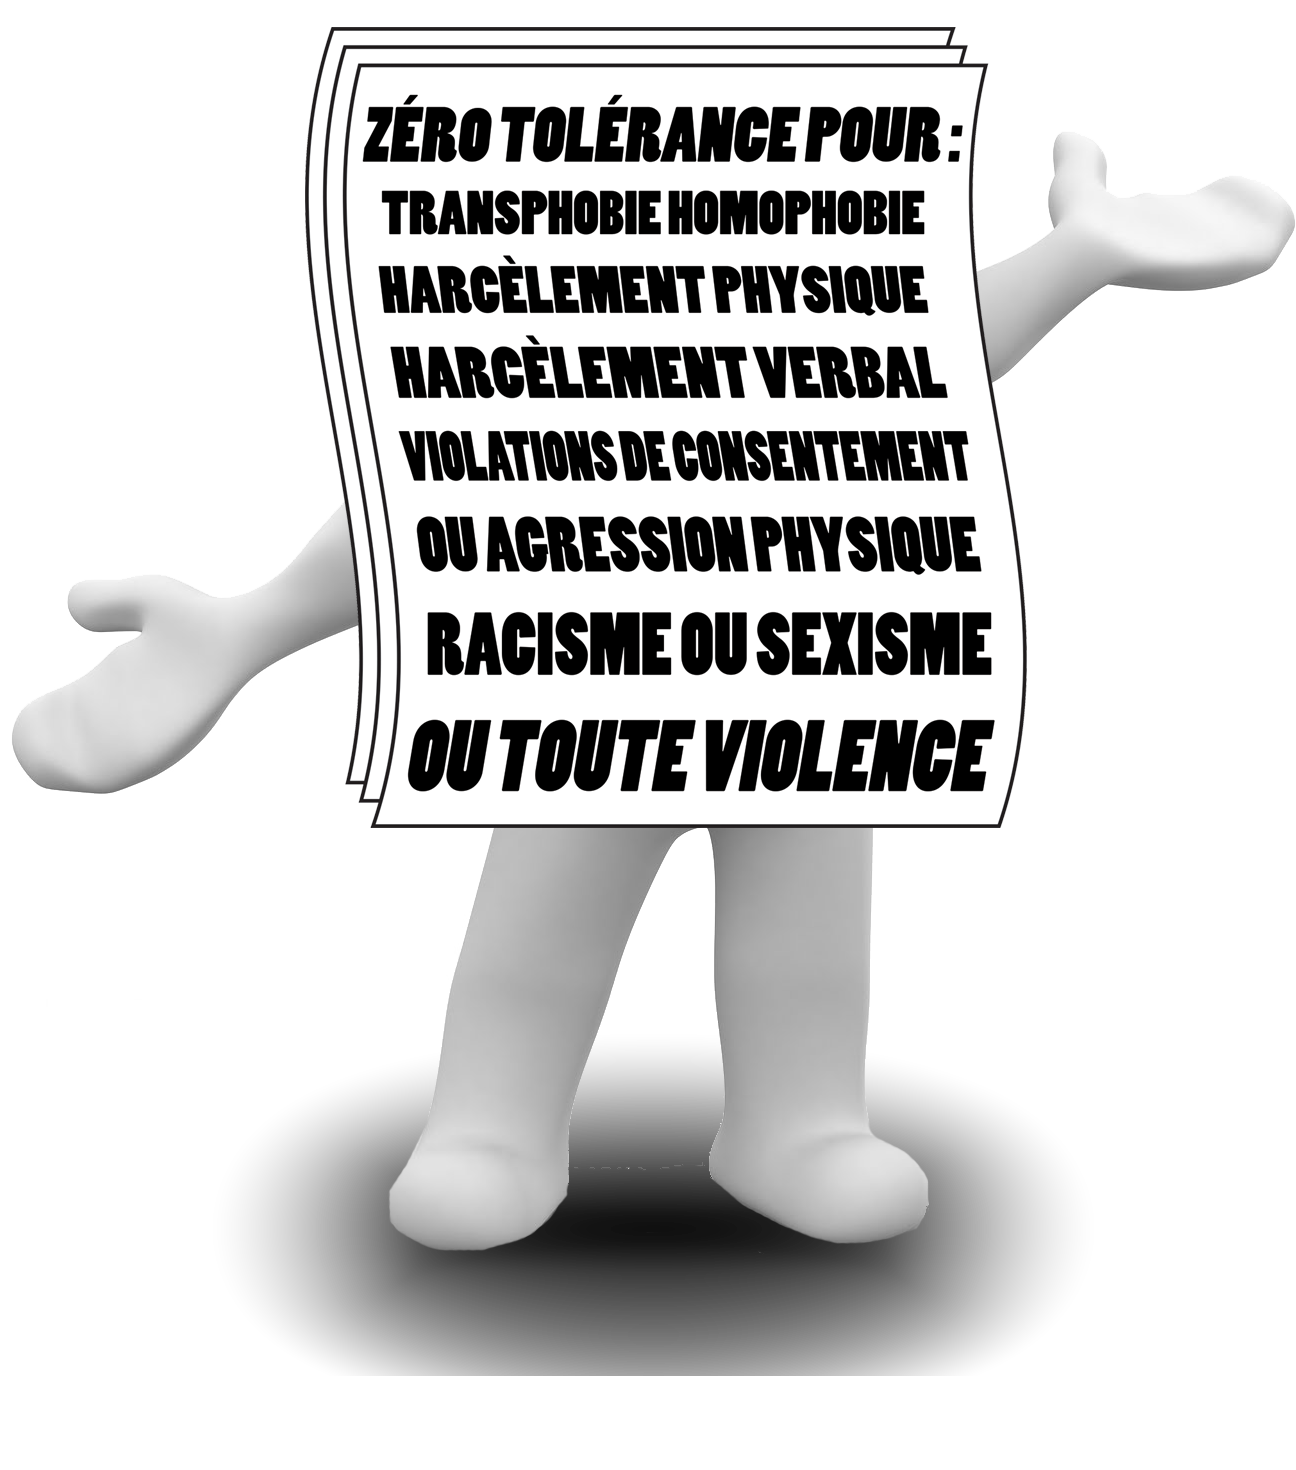 ZÉRO TOLÉRANCE POUR :
TRANSPHOBIE HOMOPHOBIE
HARCÈLEMENT PHYSIQUE
HARCÈLEMENT VERBAL
VIOLATIONS DE CONSENTEMENT
OU AGRESSION PHYSIQUE
RACISME OU SEXISME
OU TOUTE VIOLENCE